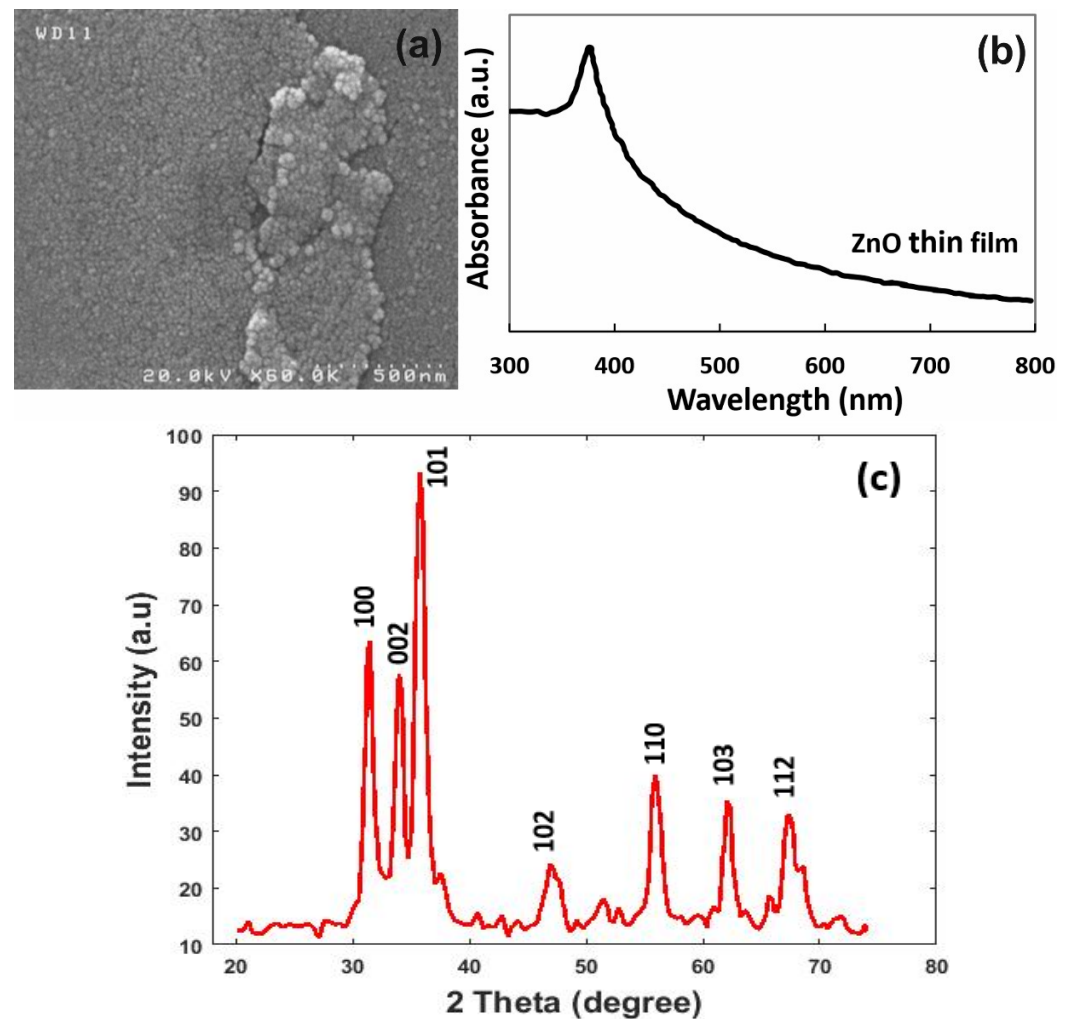 WD11
(a)
20.0kV X60.0K 500nm
(b)
Absorbance (a.u.)
ZnO thin film
300 400 500 600 700 800
Wavelength (nm)
(c)
100
90
80
70
60
50
40
30
20
10
Intensity (a.u)
100
002
101
102
110
103
112
20 30 40 50 60 70 80
2 Theta (degree)